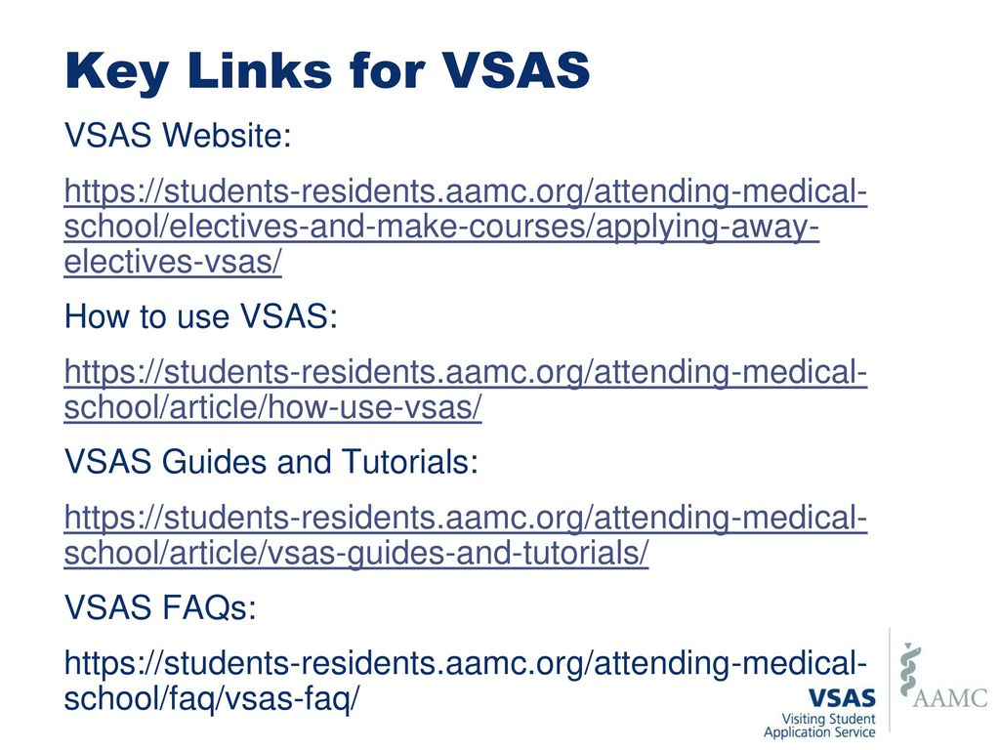 Key Links for VSAS
VSAS Website:
https://students-residents.aamc.org/attending-medical-
school/electives-and-make-courses/applying-away-
electives-vsas/
How to use VSAS:
https://students-residents.aamc.org/attending-medical-
school/article/how-use-vsas/
VSAS Guides and Tutorials:
https://students-residents.aamc.org/attending-medical-
school/article/vsas-guides-and-tutorials/
VSAS FAQs:
https://students-residents.aamc.org/attending-medical-
school/faq/vsas-faq/
VSAS
Visiting Student
Application Service
AAMC